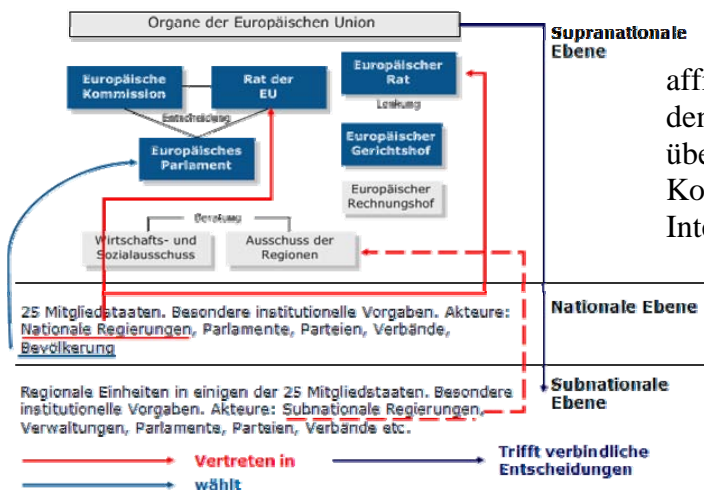 Organe der Europäischen Union
Supranationale
Ebene
Europäische
Kommission
Rat der
EU
Europäischer
Rat
Lenkung
Entscheidung
Europäisches
Parlament
Europäischer
Gerichtshof
Europäischer
Rechnungshof
Beratung
Wirtschafts- und
Sozialausschuss
Ausschuss der
Regionen
25 Mitgliedstaaten. Besondere institutionelle Vorgaben. Akteure:
Nationale Regierungen, Parlamente, Parteien, Verbände,
Bevölkerung
Nationale Ebene
Regionale Einheiten in einigen der 25 Mitgliedstaaten. Besondere
institutionelle Vorgaben. Akteure: Subnationale Regierungen,
Verwaltungen, Parlamente, Parteien, Verbände etc.
Subnationale
Ebene
Vertreten in
wählt
Trifft verbindliche
Entscheidungen